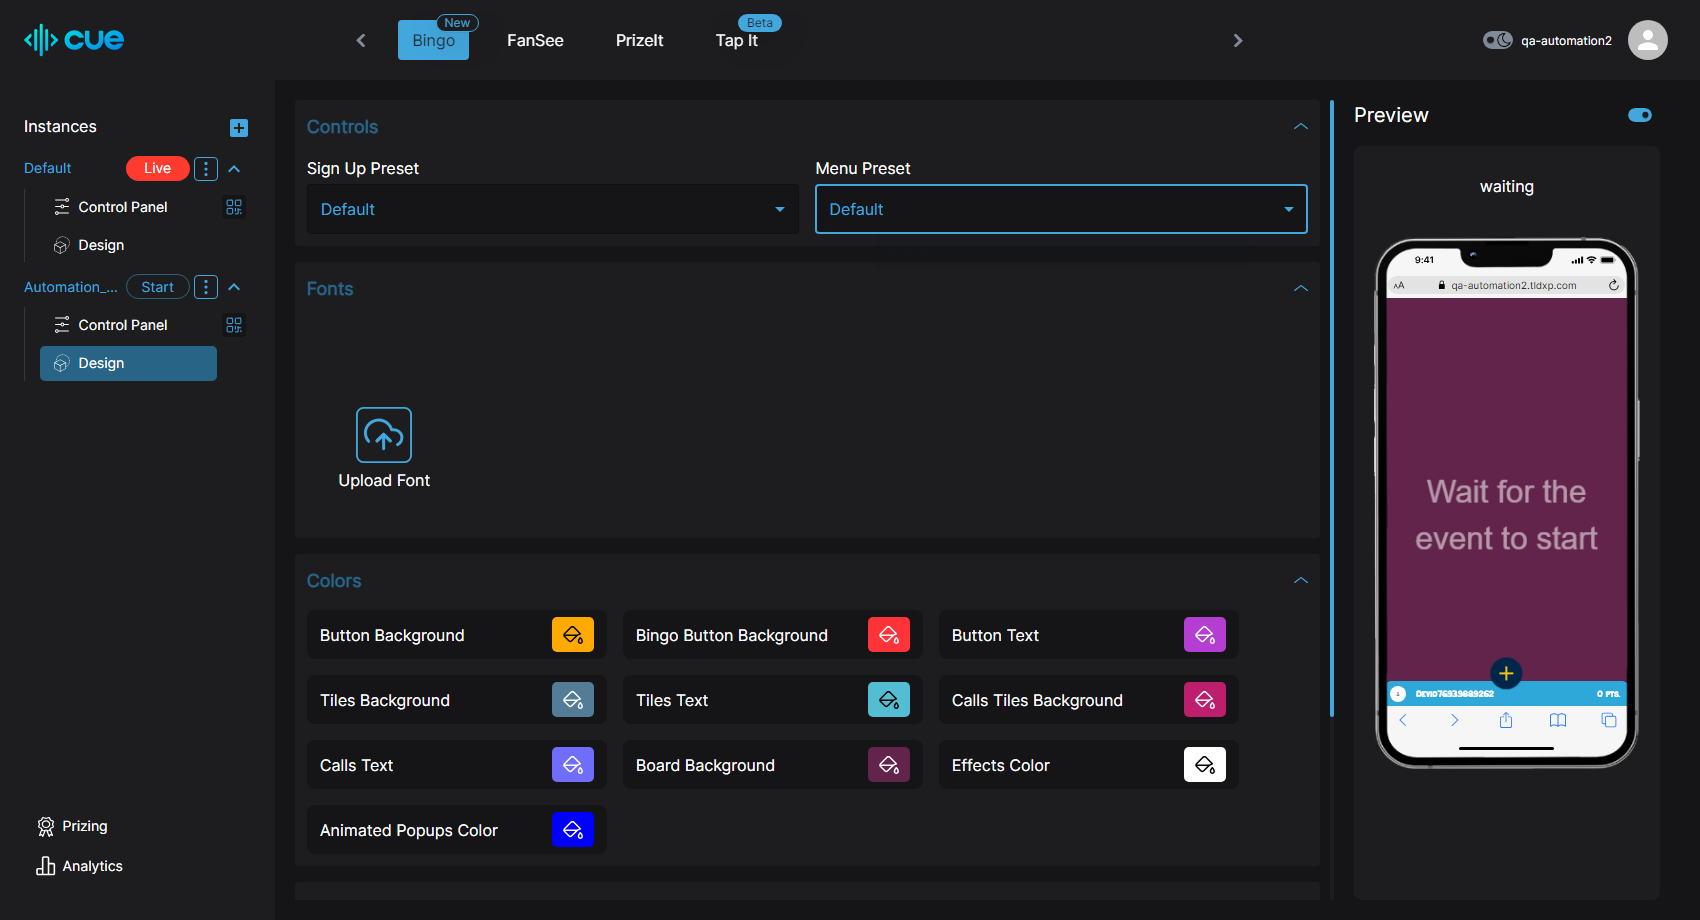 cue
Bingo
New
FanSee
PrizeIt
Tap It
Beta
qa-automation2
Instances
Default
Live
Control Panel
Design
Automation_...
Start
Control Panel
Design
Prizing
Analytics
Controls
Sign Up Preset
Default
Menu Preset
Default
Fonts
Upload Font
Colors
Button Background
Bingo Button Background
Button Text
Tiles Background
Tiles Text
Calls Tiles Background
Calls Text
Board Background
Effects Color
Animated Popups Color
Preview
waiting
9:41
AA
qa-automation2.tldxp.com
Wait for the
event to start
Devid76939889262
0 PTS.